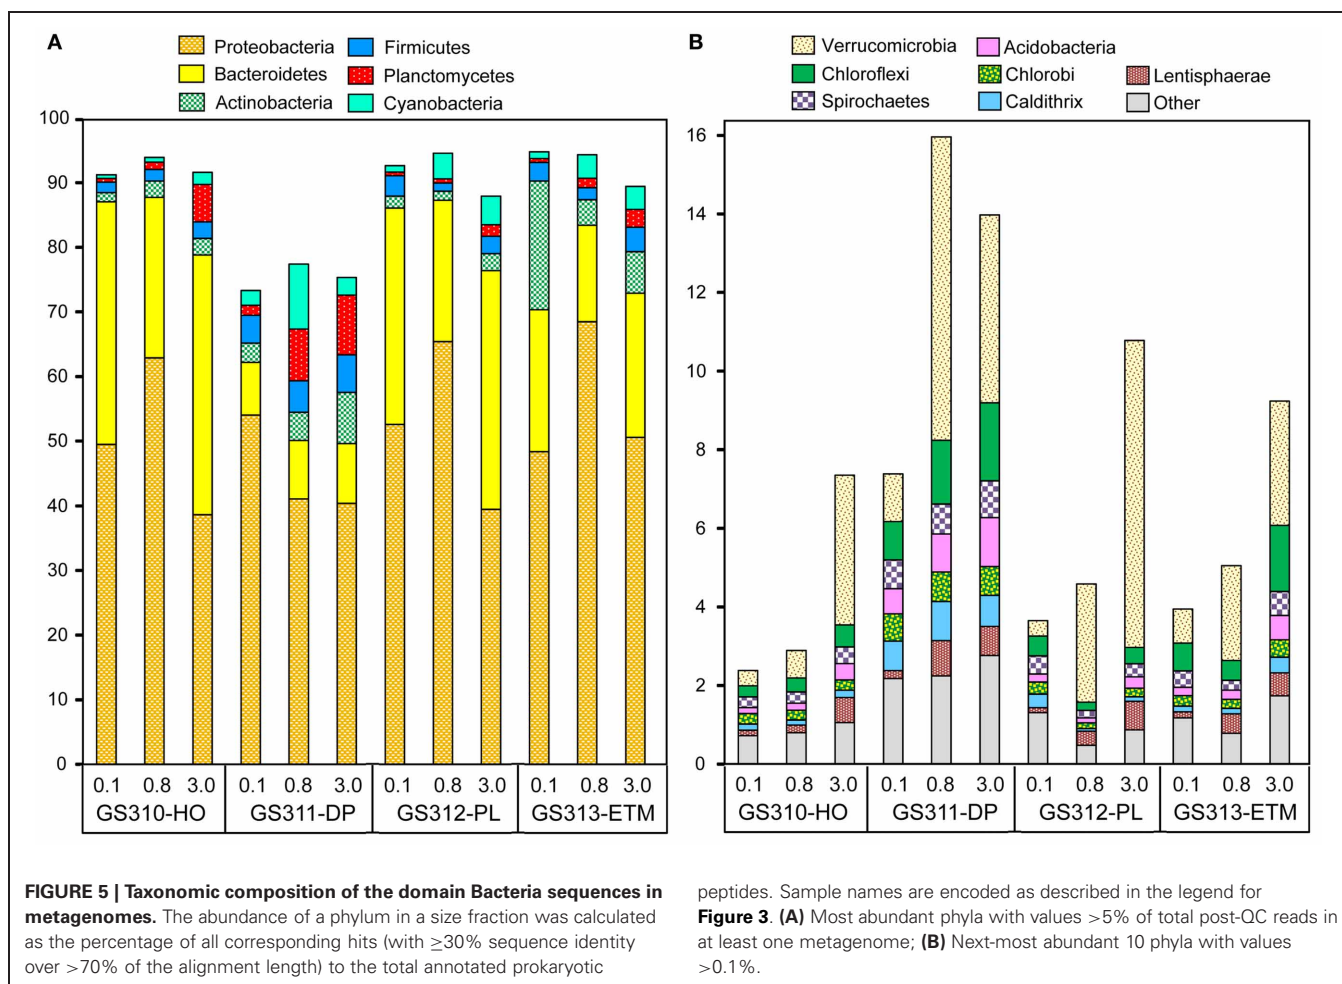 A
Proteobacteria
Firmicutes
Bacteroidetes
Planctomycetes
Actinobacteria
Cyanobacteria
100
90
80
70
60
50
40
30
20
10
0
0.1 0.8 3.0 0.1 0.8 3.0 0.1 0.8 3.0 0.1 0.8 3.0
GS310-HO GS311-DP GS312-PL GS313-ETM
B
Verrucomicrobia
Acidobacteria
Chloroflexi
Chlorobi
Lentisphaerae
Spirochaetes
Caldithrix
Other
16
14
12
10
8
6
4
2
0
0.1 0.8 3.0 0.1 0.8 3.0 0.1 0.8 3.0 0.1 0.8 3.0
GS310-HO GS311-DP GS312-PL GS313-ETM
FIGURE 5 | Taxonomic composition of the domain Bacteria sequences in
metagenomes. The abundance of a phylum in a size fraction was calculated
as the percentage of all corresponding hits (with ≥30% sequence identity
over >70% of the alignment length) to the total annotated prokaryotic
peptides. Sample names are encoded as described in the legend for
Figure 3. (A) Most abundant phyla with values >5% of total post-QC reads in
at least one metagenome; (B) Next-most abundant 10 phyla with values
>0.1%.